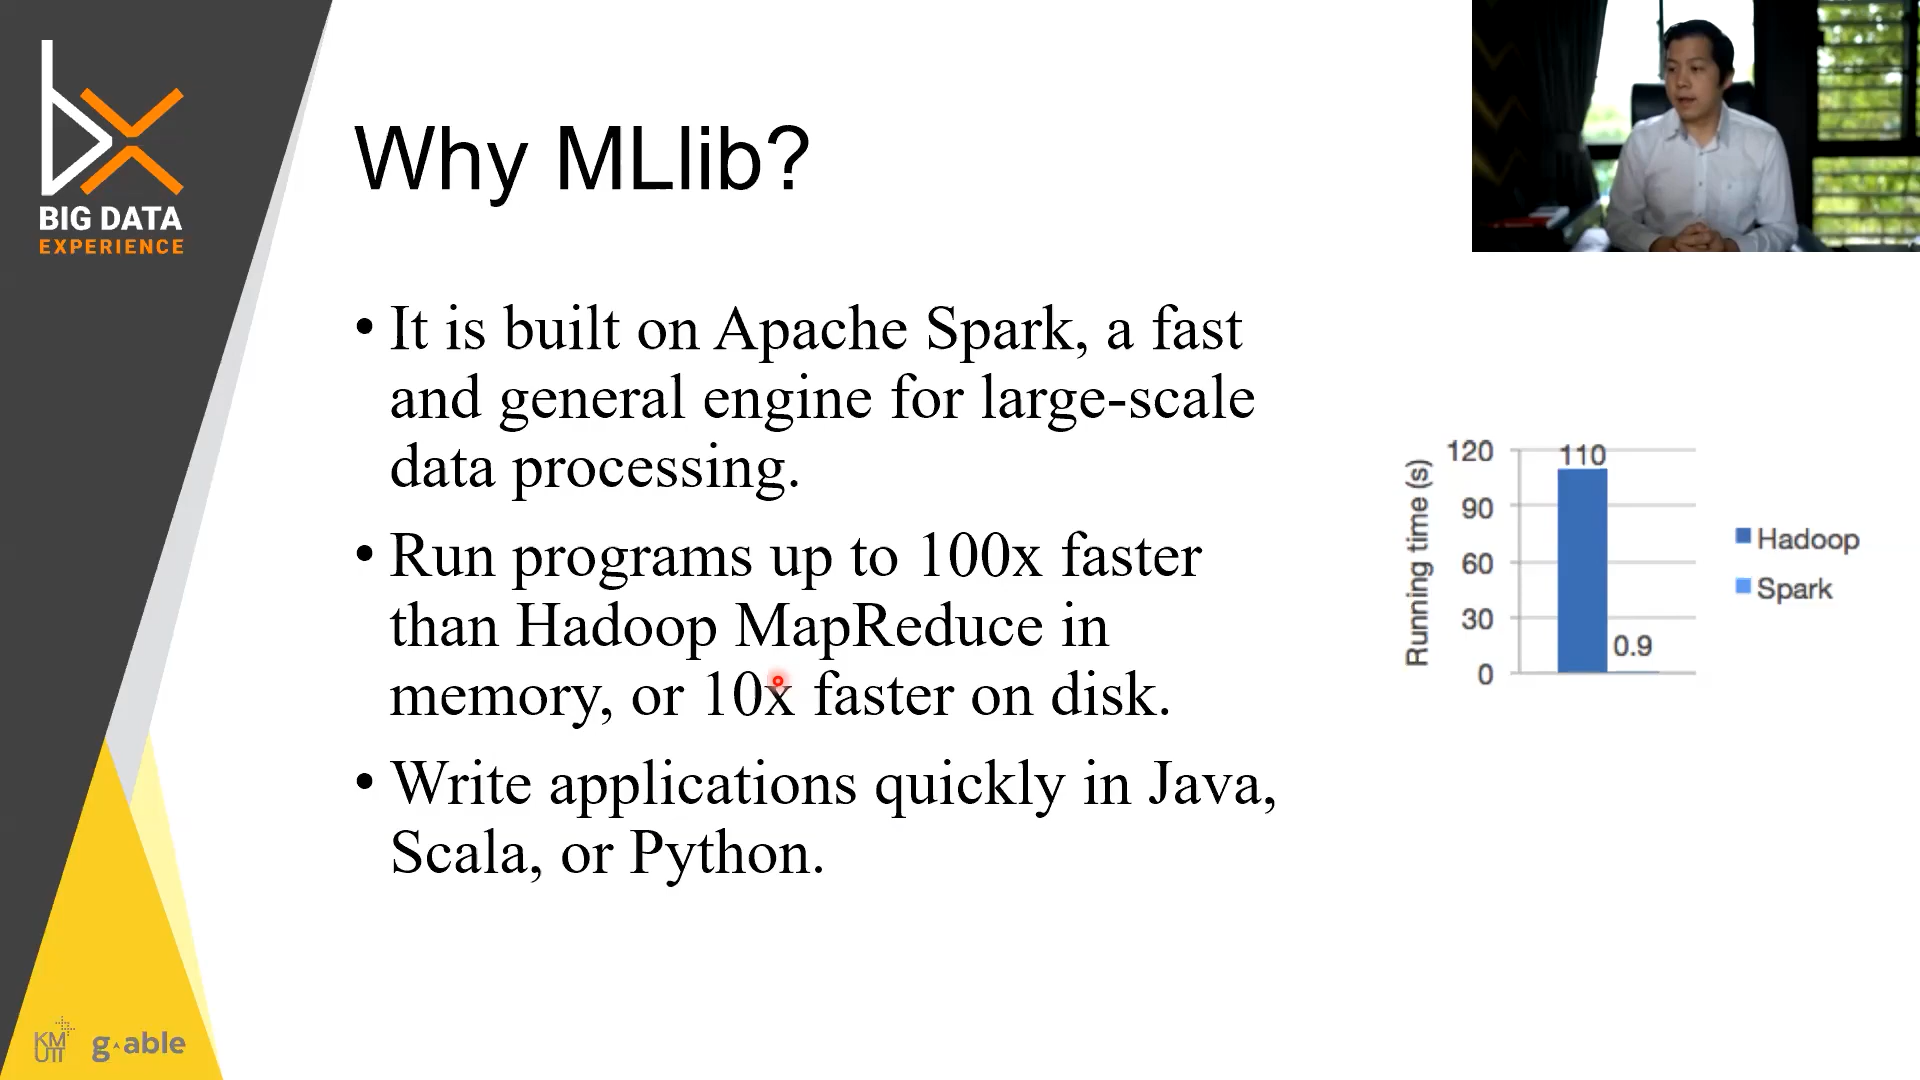 BIG DATA
EXPERIENCE
Why MLlib?
• It is built on Apache Spark, a fast
and general engine for large-scale
data processing.
• Run programs up to 100x faster
than Hadoop MapReduce in
memory, or 10x faster on disk.
• Write applications quickly in Java,
Scala, or Python.
Running time (s)
120
90
60
30
0
110
0.9
Hadoop
Spark
KM
UTT
g-able